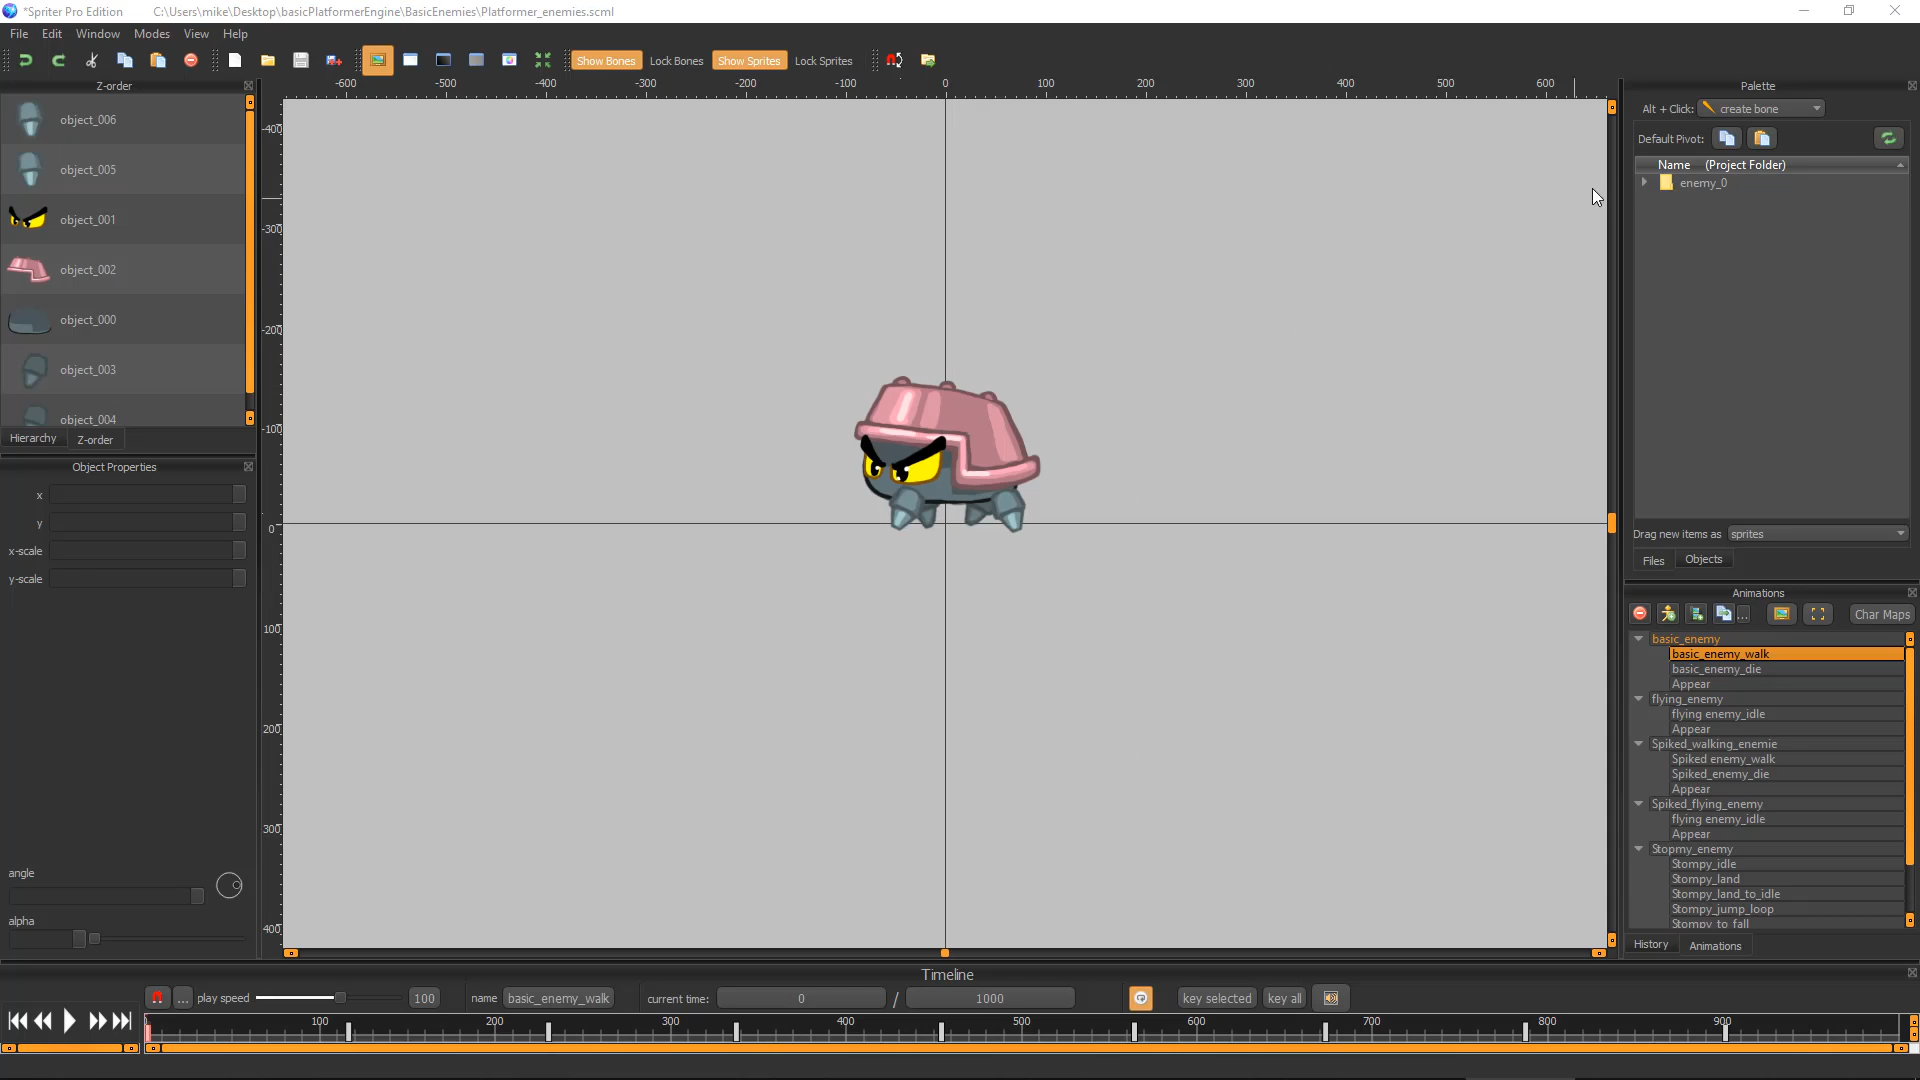 *Spriter Pro Edition C:\Users\mike\Desktop\basicPlatformerEngine\BasicEnemies\Platformer_enemies.scml
File Edit Window Modes View Help
Show Bones Lock Bones Show Sprites Lock Sprites
Z-order
object_006
object_005
object_001
object_002
object_000
object_003
object_004
Hierarchy Z-order
Object Properties
x
y
x-scale
y-scale
angle
alpha
-600 -500 -400 -300 -200 -100 0 100 200 300 400 500 600
-400
-300
-200
-100
0
100
200
300
400
Palette
Alt + Click: create bone
Default Pivot:
Name (Project Folder)
enemy_0
Drag new items as sprites
Files Objects
Animations
... Char Maps
basic_enemy
basic_enemy_walk
basic_enemy_die
Appear
flying_enemy
flying enemy_idle
Appear
Spiked_walking_enemie
Spiked enemy_walk
Spiked_enemy_die
Appear
Spiked_flying_enemy
flying enemy_idle
Appear
Stopmy_enemy
Stompy_idle
Stompy_land
Stompy_land_to_idle
Stompy_jump_loop
Stompy_to_fall
History Animations
Timeline
... play speed 100 name basic_enemy_walk current time: 0 / 1000 key selected key all
100 200 300 400 500 600 700 800 900